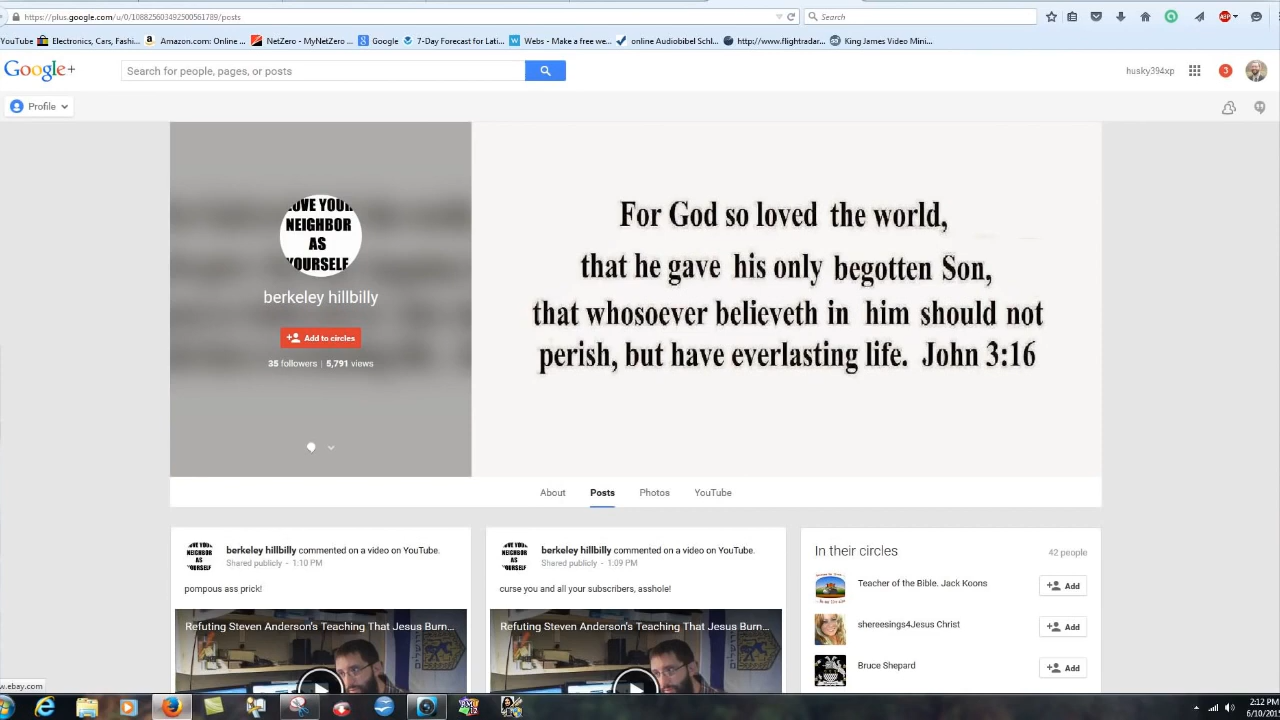 https://plus.google.com/u/0/108825603492500561789/posts
Search
YouTube
Electronics, Cars, Fashi...
Amazon.com: Online ...
NetZero - MyNetZero ...
Google
7-Day Forecast for Lati...
Webs - Make a free we...
online Audiobibel Schl...
http://www.flightradar...
King James Video Mini...
Google+
Search for people, pages, or posts
husky394xp
3
Profile
LOVE YOUR
NEIGHBOR
AS
YOURSELF
berkeley hillbilly
Add to circles
35 followers | 5,791 views
For God so loved the world,
that he gave his only begotten Son,
that whosoever believeth in him should not
perish, but have everlasting life. John 3:16
About
Posts
Photos
YouTube
berkeley hillbilly commented on a video on YouTube.
Shared publicly - 1:10 PM
pompous ass prick!
Refuting Steven Anderson's Teaching That Jesus Burn...
berkeley hillbilly commented on a video on YouTube.
Shared publicly - 1:09 PM
curse you and all your subscribers, asshole!
Refuting Steven Anderson's Teaching That Jesus Burn...
In their circles
42 people
Teacher of the Bible. Jack Koons
Add
shereesings4Jesus Christ
Add
Bruce Shepard
Add
w.ebay.com
2:12 PM